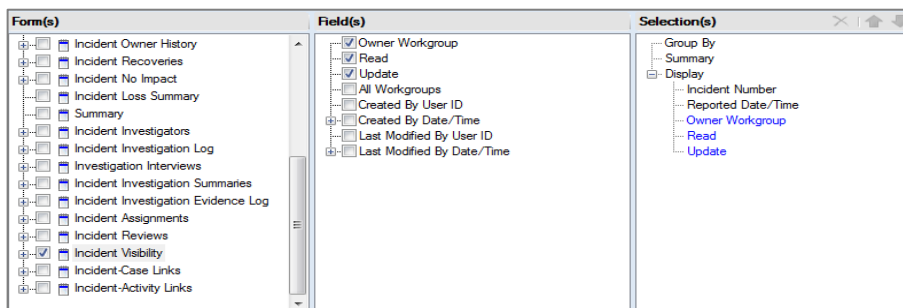 Form(s)
Incident Owner History
Incident Recoveries
Incident No Impact
Incident Loss Summary
Summary
Incident Investigators
Incident Investigation Log
Investigation Interviews
Incident Investigation Summaries
Incident Investigation Evidence Log
Incident Assignments
Incident Reviews
Incident Visibility
Incident-Case Links
Incident-Activity Links
Field(s)
Owner Workgroup
Read
Update
All Workgroups
Created By User ID
Created By Date/Time
Last Modified By User ID
Last Modified By Date/Time
Selection(s)
Group By
Summary
Display
Incident Number
Reported Date/Time
Owner Workgroup
Read
Update